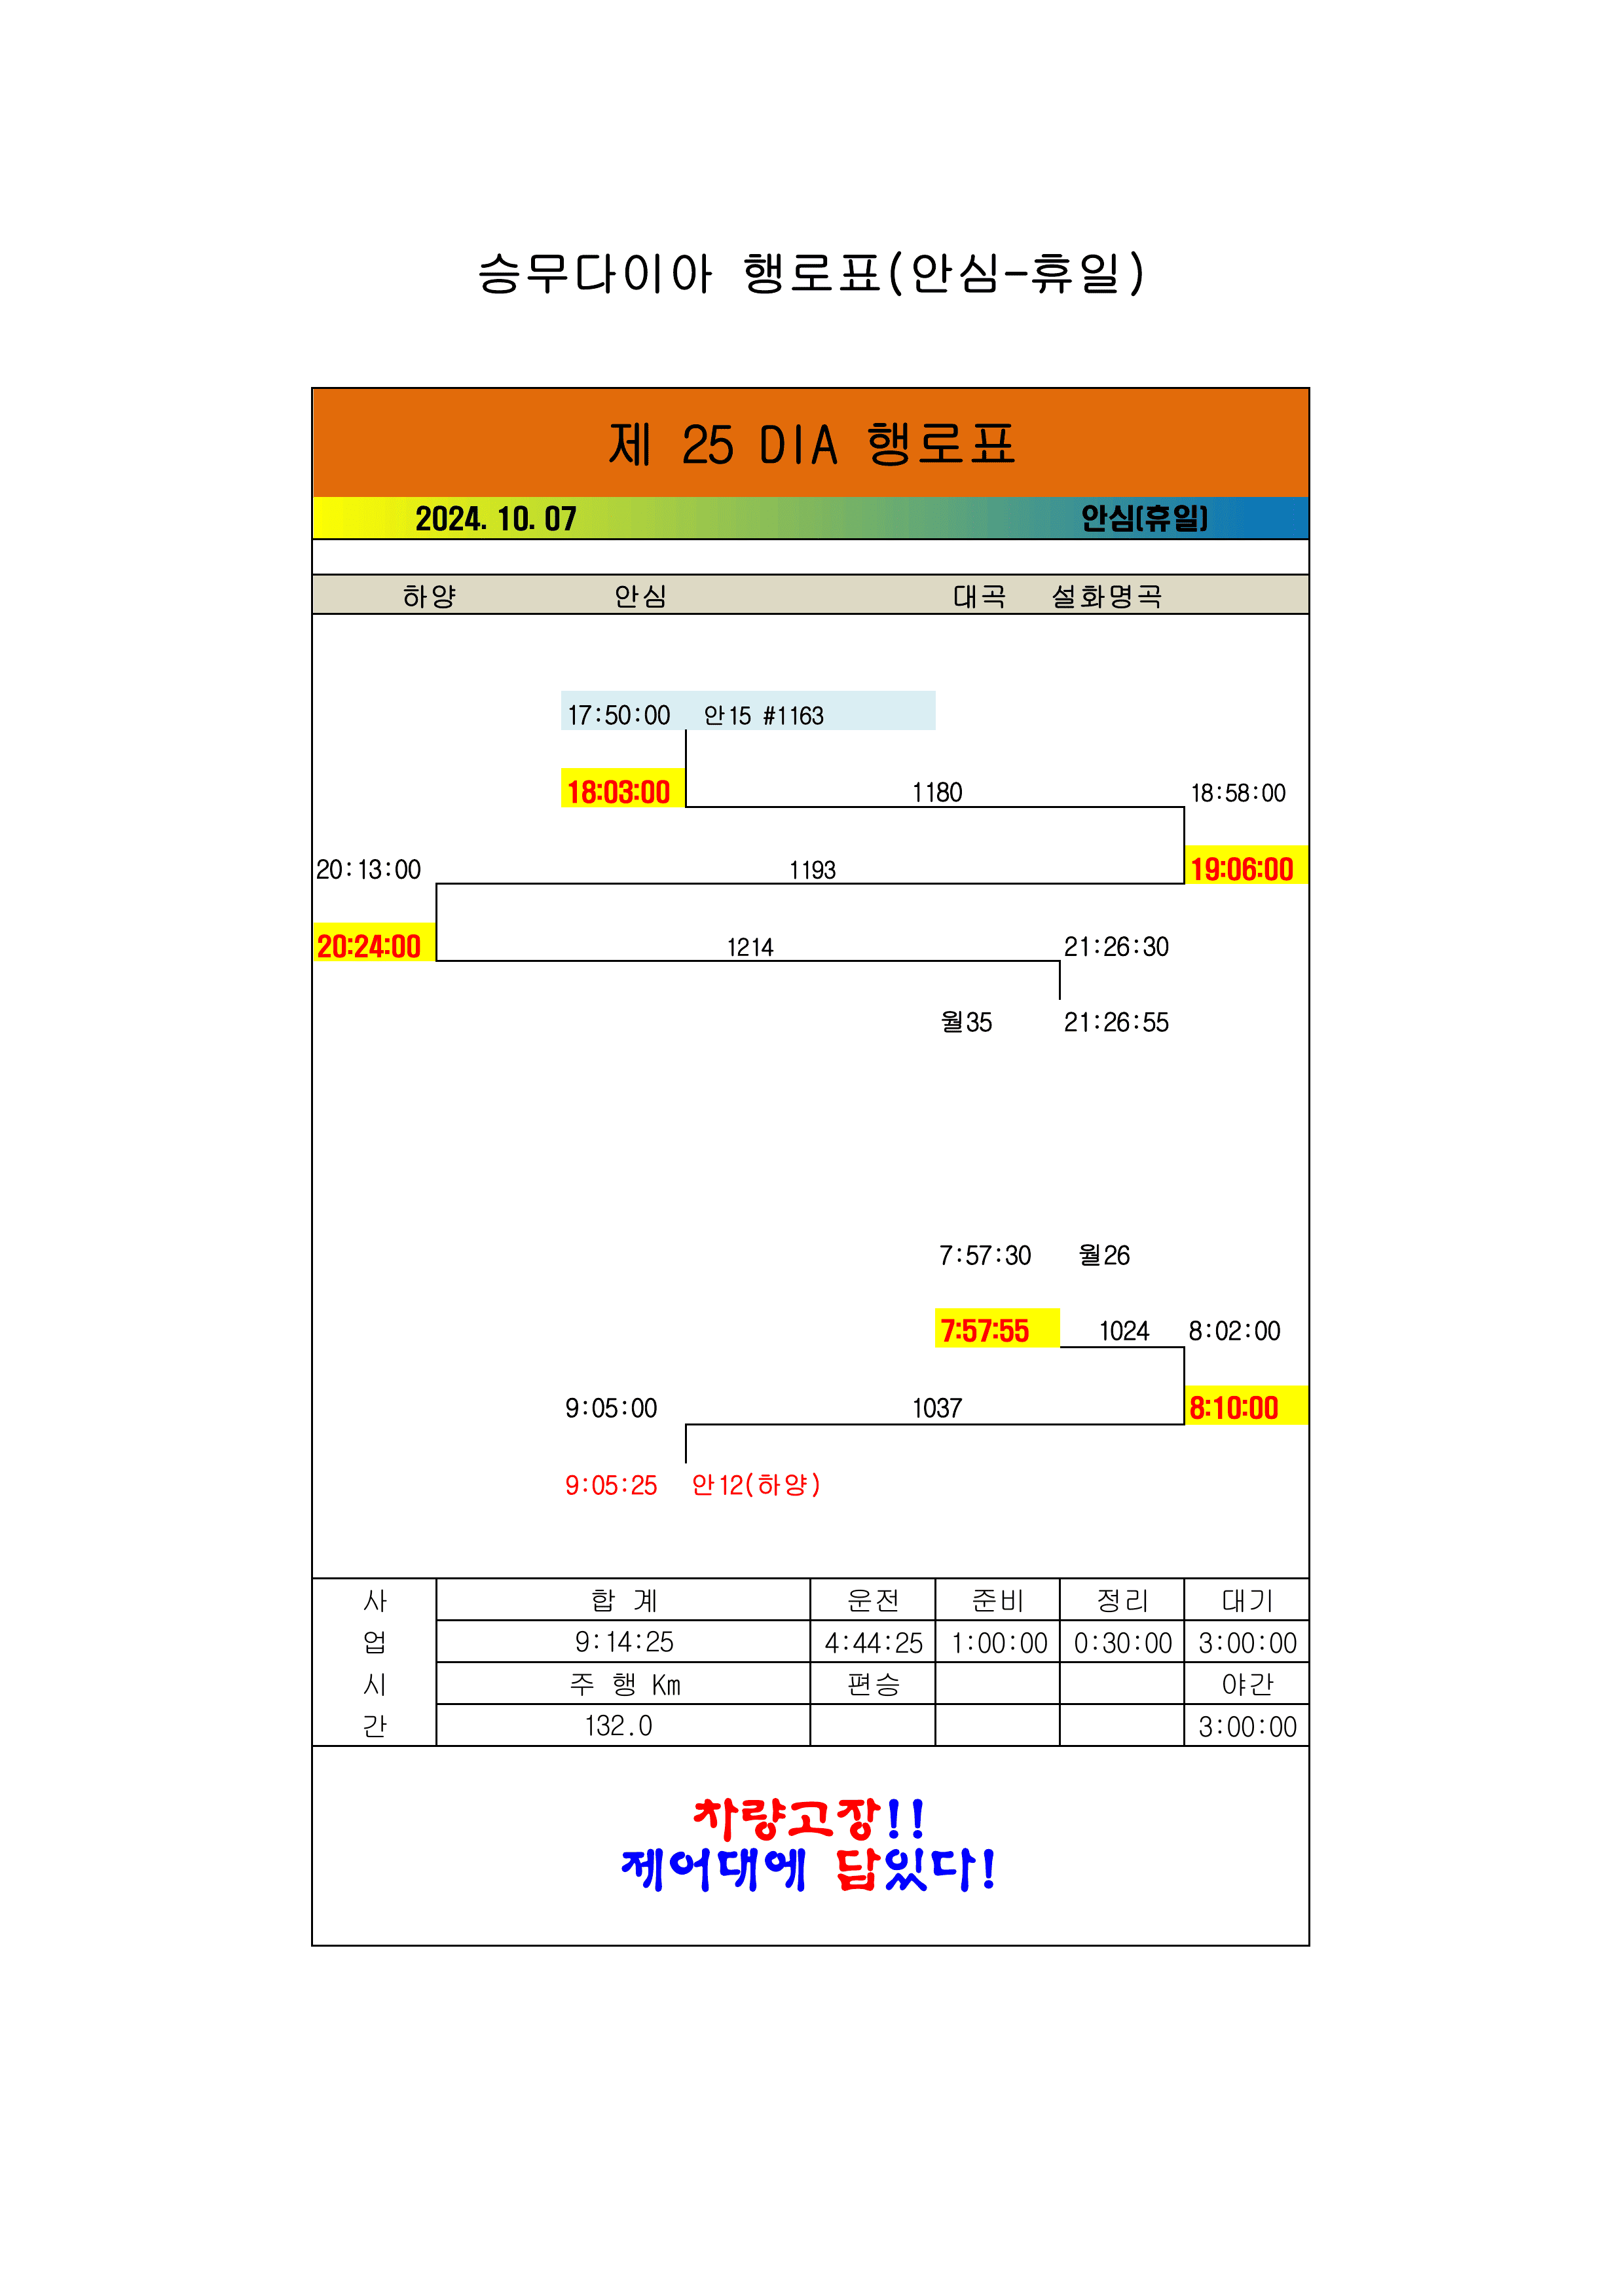 승무다이아 행로표(안심-휴일)
제 25 DIA 행로표
2024. 10. 07 안심(휴일)
하양 안심 대곡 설화명곡
17:50:00 안15 #1163
18:03:00 1180 18:58:00
20:13:00 1193 19:06:00
20:24:00 1214 21:26:30
월35 21:26:55
7:57:30 월26
7:57:55 1024 8:02:00
9:05:00 1037 8:10:00
9:05:25 안12(하양)
사 합 계 운전 준비 정리 대기
업 9:14:25 4:44:25 1:00:00 0:30:00 3:00:00
시 주 행 Km 편승 야간
간 132.0 3:00:00
차량고장!!
제어대에 답있다!